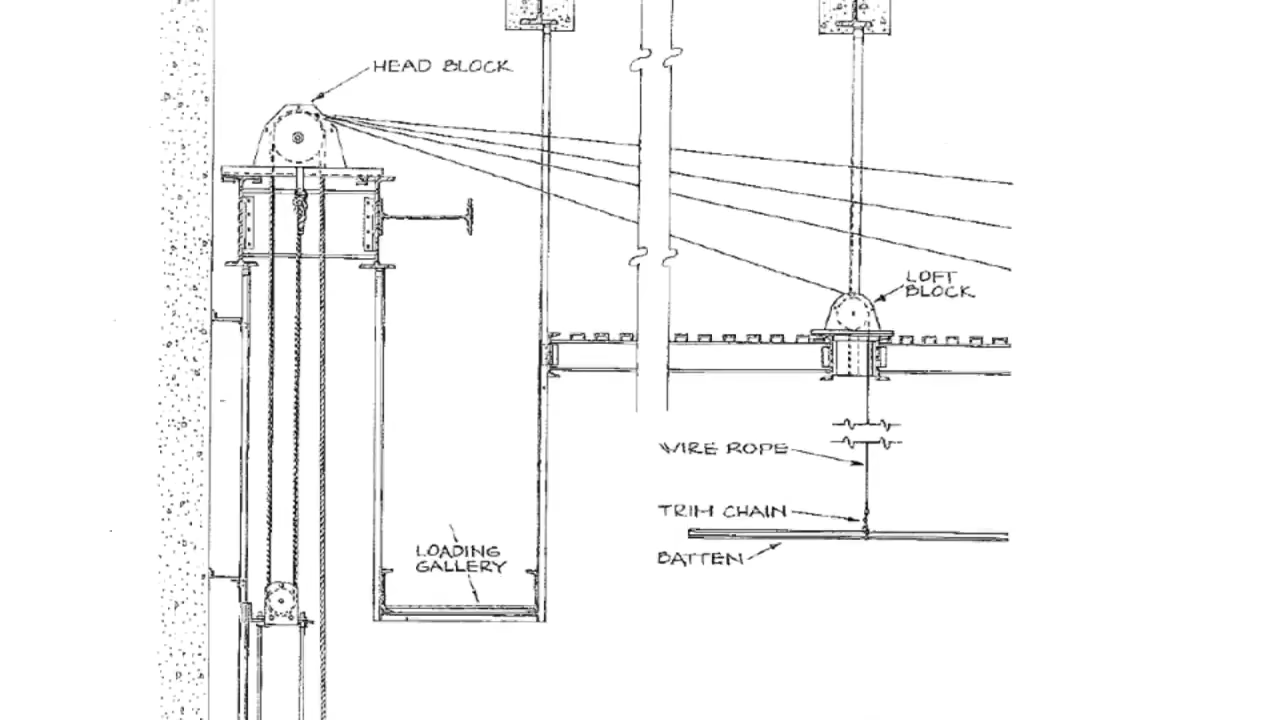 HEAD BLOCK
LOFT
BLOCK
WIRE ROPE
TRIM CHAIN
LOADING
GALLERY
BATTEN